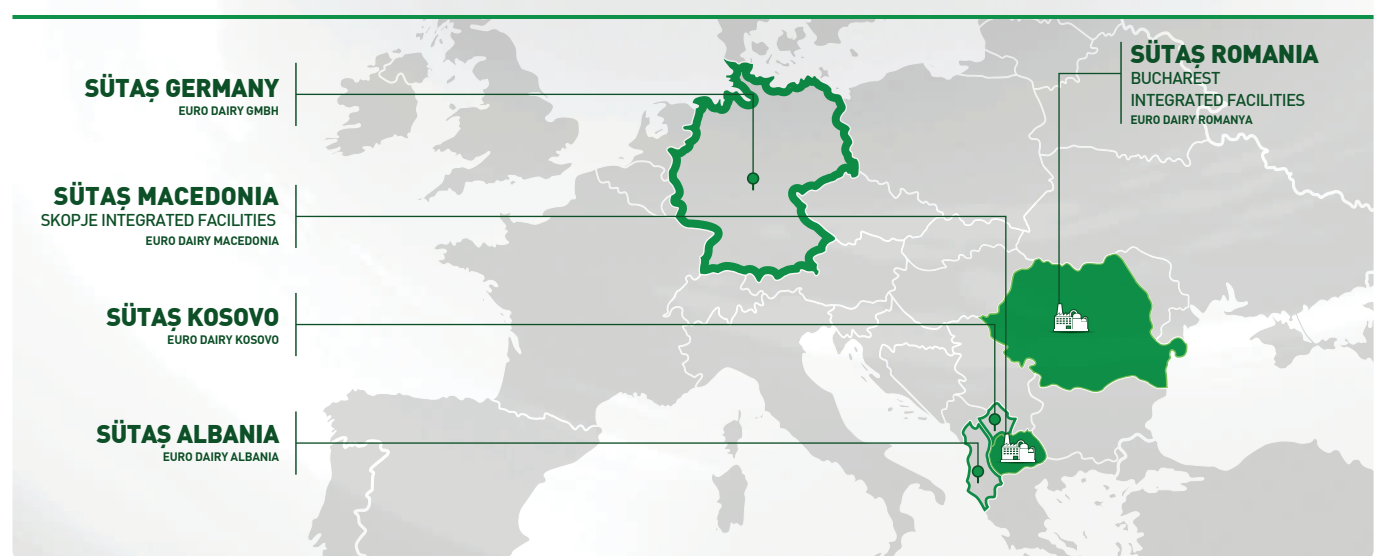 SÜTAŞ GERMANY
EURO DAIRY GMBH
SÜTAŞ MACEDONIA
SKOPJE INTEGRATED FACILITIES
EURO DAIRY MACEDONIA
SÜTAŞ KOSOVO
EURO DAIRY KOSOVO
SÜTAŞ ALBANIA
EURO DAIRY ALBANIA
SÜTAŞ ROMANIA
BUCHAREST
INTEGRATED FACILITIES
EURO DAIRY ROMANYA